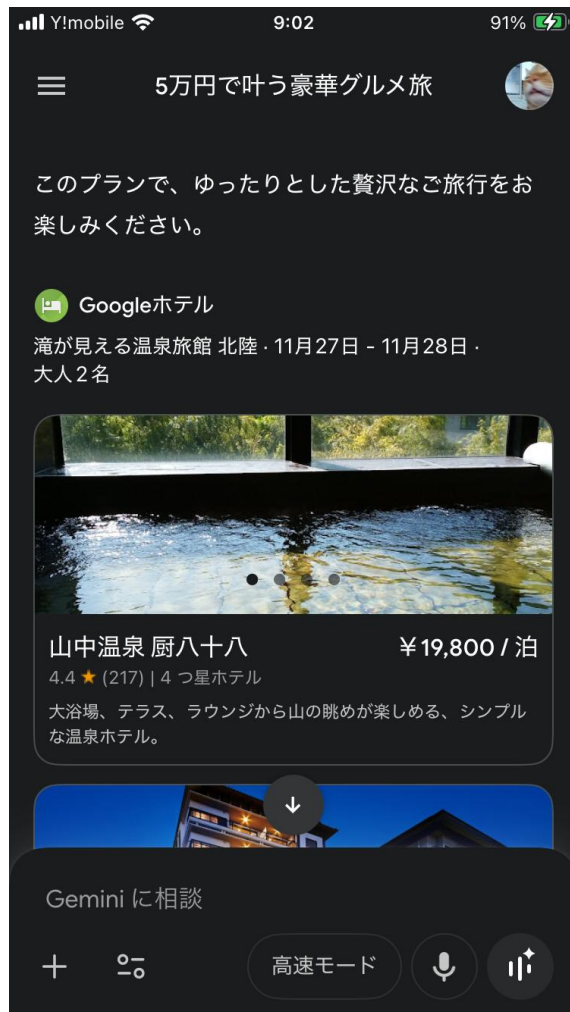 Y!mobile 9:02 91%
5万円で叶う豪華グルメ旅
このプランで、ゆったりとした贅沢なご旅行をお
楽しみください。
Googleホテル
滝が見える温泉旅館 北陸 · 11月27日 - 11月28日 ·
大人2名
山中温泉 厨八十八 ￥19,800 / 泊
4.4 ★ (217) | 4 つ星ホテル
大浴場、テラス、ラウンジから山の眺めが楽しめる、シンプル
な温泉ホテル。
Gemini に相談
高速モード